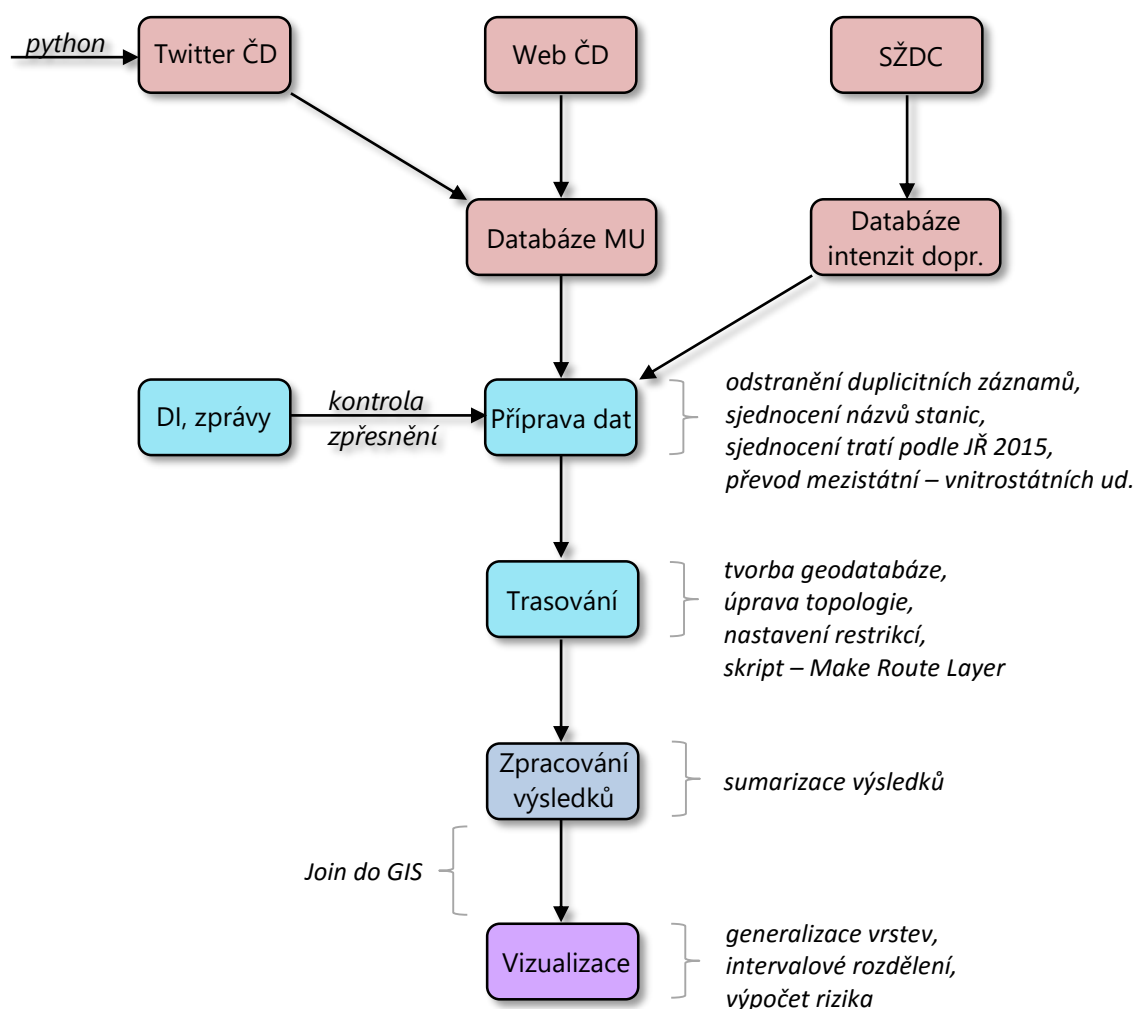 python
Twitter ČD
Web ČD
SŽDC
Databáze MU
Databáze
intenzit dopr.
DI, zprávy
kontrola
zpřesnění
Příprava dat
odstranění duplicitních záznamů,
sjednocení názvů stanic,
sjednocení tratí podle JŘ 2015,
převod mezistátní – vnitrostátních ud.
Trasování
tvorba geodatabáze,
úprava topologie,
nastavení restrikcí,
skript – Make Route Layer
Zpracování
výsledků
sumarizace výsledků
Join do GIS
Vizualizace
generalizace vrstev,
intervalové rozdělení,
výpočet rizika